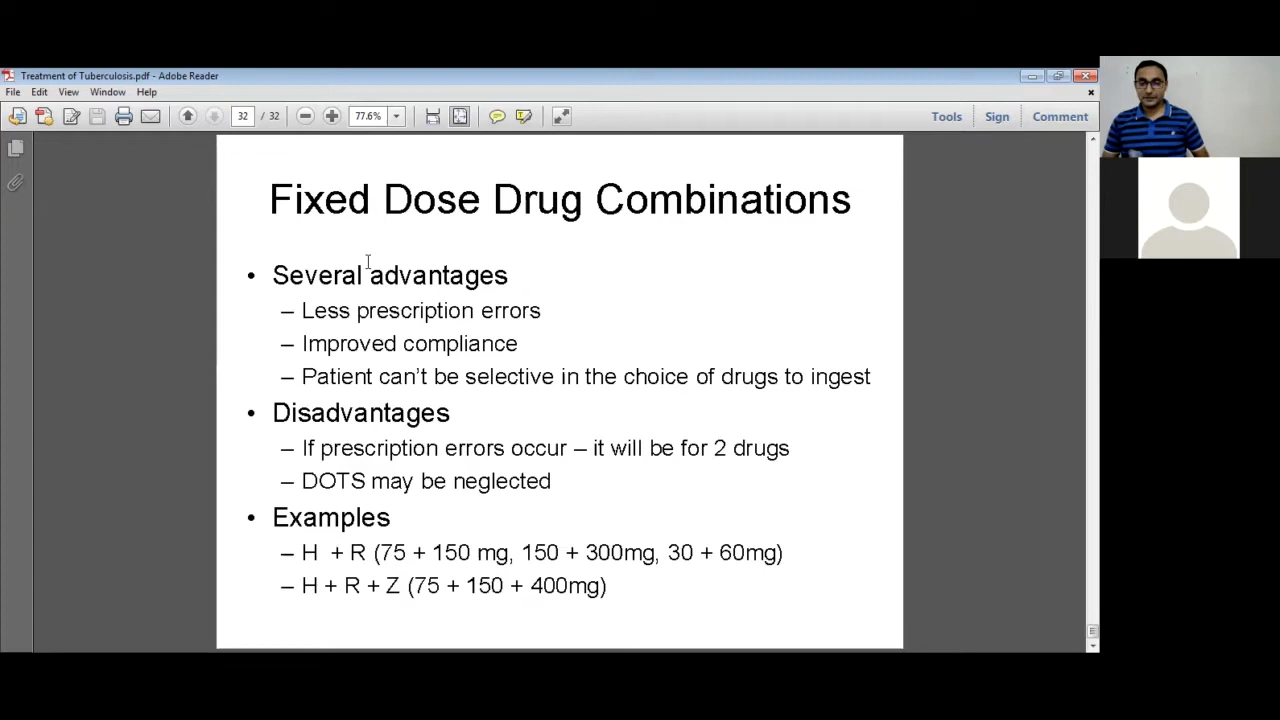 Treatment of Tuberculosis.pdf - Adobe Reader
File Edit View Window Help
32 / 32 77.6% Tools Sign Comment
Fixed Dose Drug Combinations
• Several advantages
– Less prescription errors
– Improved compliance
– Patient can't be selective in the choice of drugs to ingest
• Disadvantages
– If prescription errors occur – it will be for 2 drugs
– DOTS may be neglected
• Examples
– H + R (75 + 150 mg, 150 + 300mg, 30 + 60mg)
– H + R + Z (75 + 150 + 400mg)